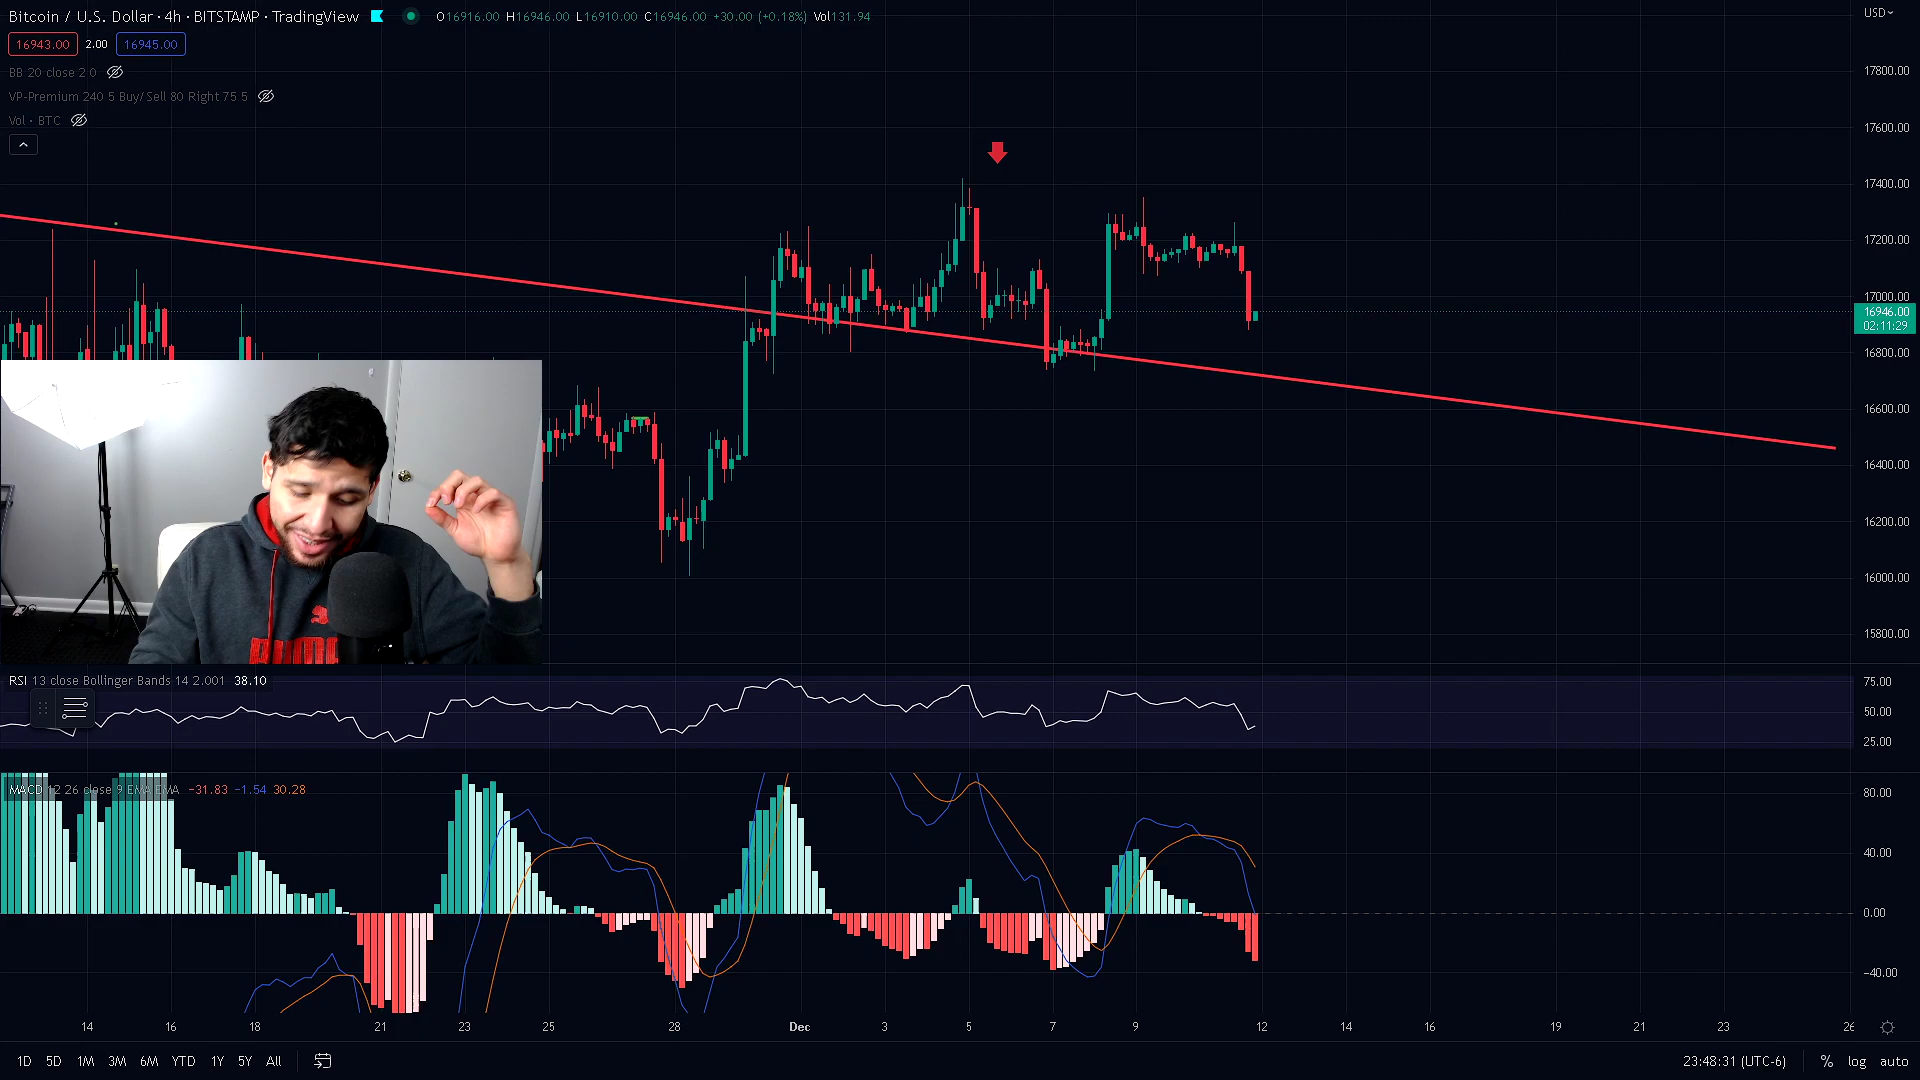 Bitcoin / U.S. Dollar · 4h · BITSTAMP · TradingView O16916.00 H16946.00 L16910.00 C16946.00 +30.00 (+0.18%) Vol131.94
USD
16943.00 2.00 16945.00
BB 20 close 2 0
VP-Premium 240 5 Buy/Sell 80 Right 75 5
Vol · BTC
17800.00
17600.00
17400.00
17200.00
17000.00
16946.00
02:11:29
16800.00
16600.00
16400.00
16200.00
16000.00
15800.00
RSI 13 close Bollinger Bands 14 2.001 38.10
75.00
50.00
25.00
MACD 12 26 close 9 EMA EMA −31.83 −1.54 30.28
80.00
40.00
0.00
−40.00
14 16 18 21 23 25 28 Dec 3 5 7 9 12 14 16 19 21 23 26
1D 5D 1M 3M 6M YTD 1Y 5Y All 23:48:31 (UTC-6) % log auto